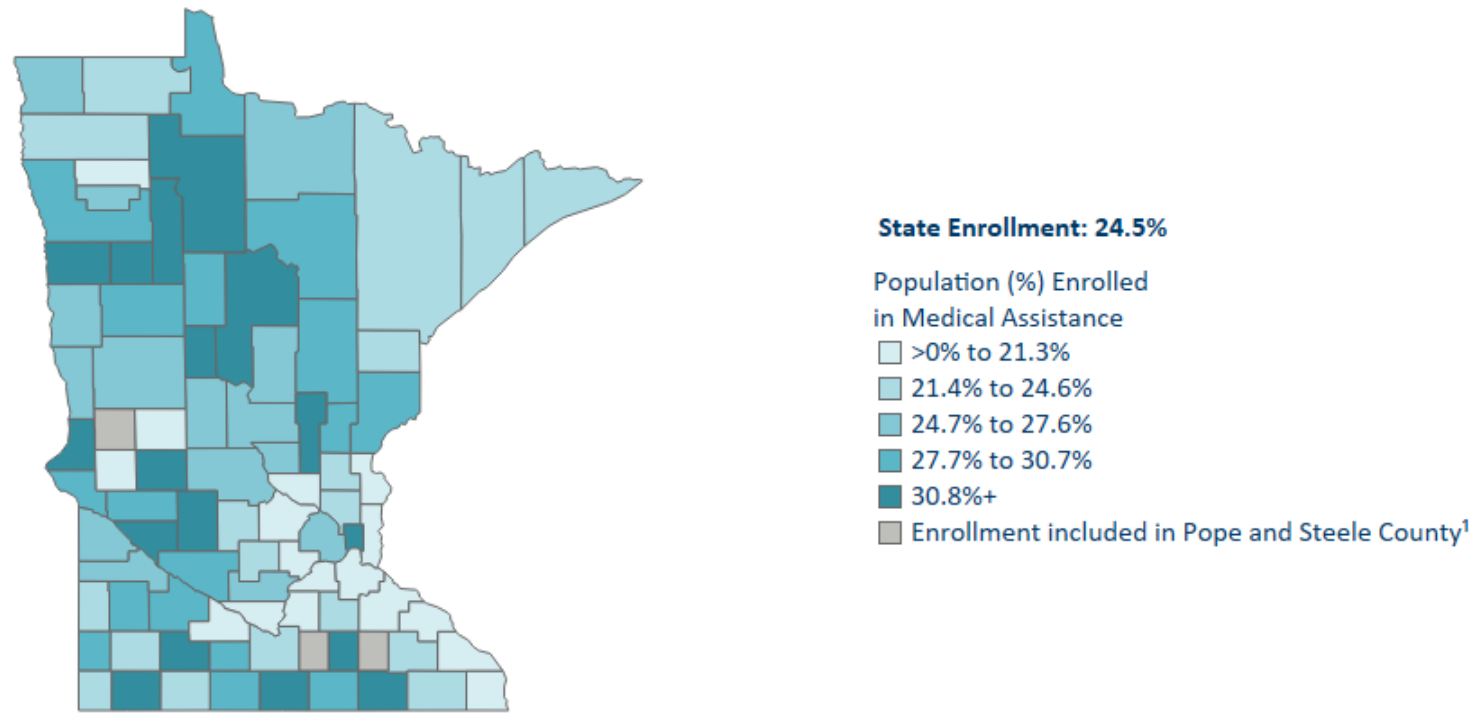 State Enrollment: 24.5%
Population (%) Enrolled
in Medical Assistance
>0% to 21.3%
21.4% to 24.6%
24.7% to 27.6%
27.7% to 30.7%
30.8%+
Enrollment included in Pope and Steele County¹